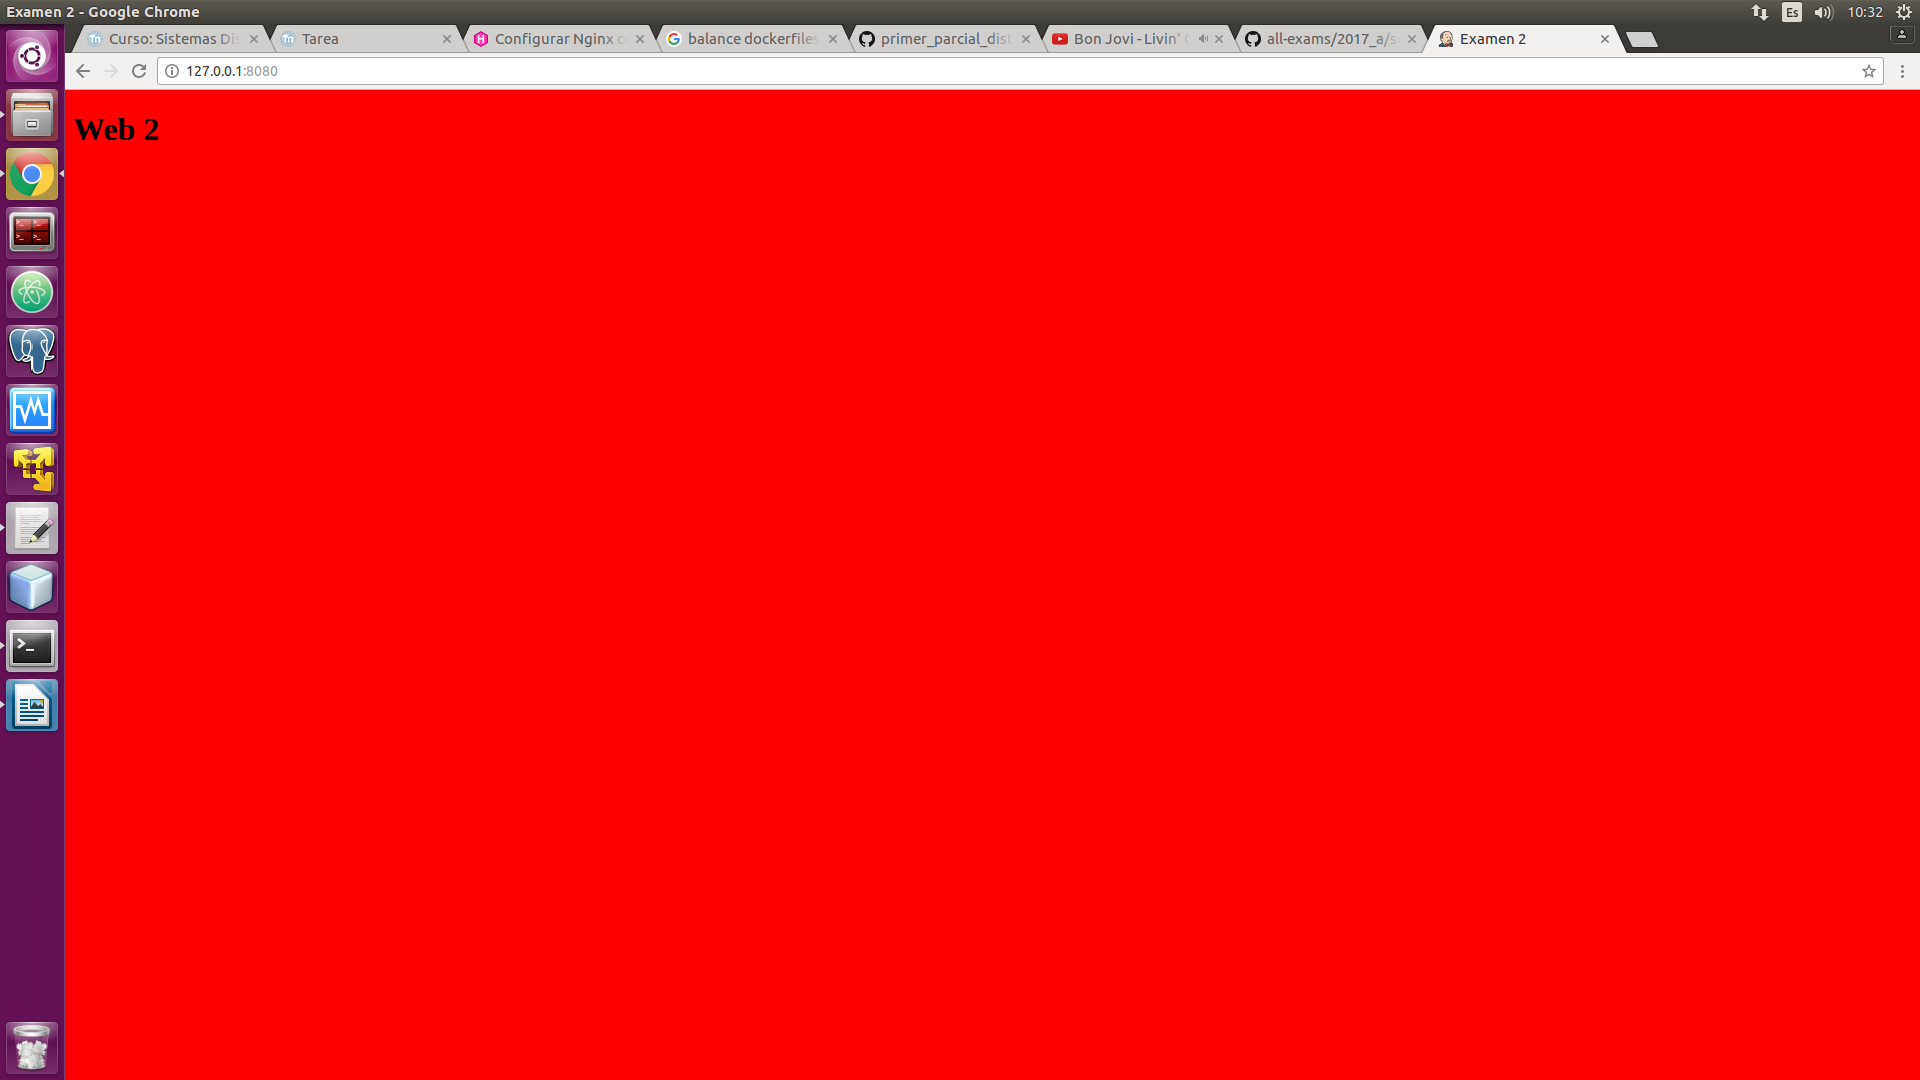 Examen 2 - Google Chrome
Es
10:32
Curso: Sistemas Di
Tarea
Configurar Nginx c
balance dockerfiles
primer_parcial_dist
Bon Jovi - Livin'
all-exams/2017_a/s
Examen 2
127.0.0.1:8080
Web 2